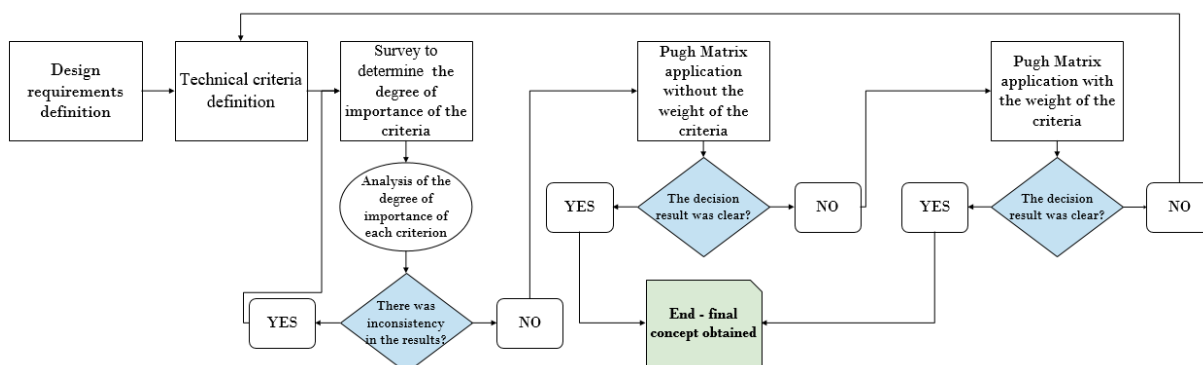 Design
requirements
definition
Technical criteria
definition
Survey to
determine the
degree of
importance of the
criteria
Analysis of the
degree of
importance of
each criterion
There was
inconsistency
in the results?
YES
NO
Pugh Matrix
application
without the
weight of the
criteria
The decision
result was clear?
YES
NO
Pugh Matrix
application with
the weight of the
criteria
The decision
result was clear?
YES
NO
End - final
concept obtained